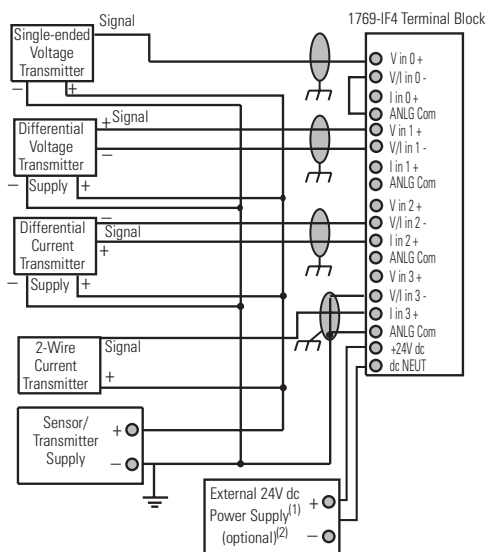 1769-IF4 Terminal Block
Signal
Single-ended
Voltage
Transmitter
− +
Differential
Voltage
Transmitter
+ Signal
−
− Supply +
Differential
Current
Transmitter
−
Signal
+
− Supply +
2-Wire
Current
Transmitter
Signal
+
Sensor/
Transmitter
Supply
+
−
External 24V dc
Power Supply(1)
(optional)(2)
+
−
V in 0 +
V/I in 0 -
I in 0 +
ANLG Com
V in 1 +
V/I in 1 -
I in 1 +
ANLG Com
V in 2 +
V/I in 2 -
I in 2 +
ANLG Com
V in 3 +
V/I in 3 -
I in 3 +
ANLG Com
+24V dc
dc NEUT